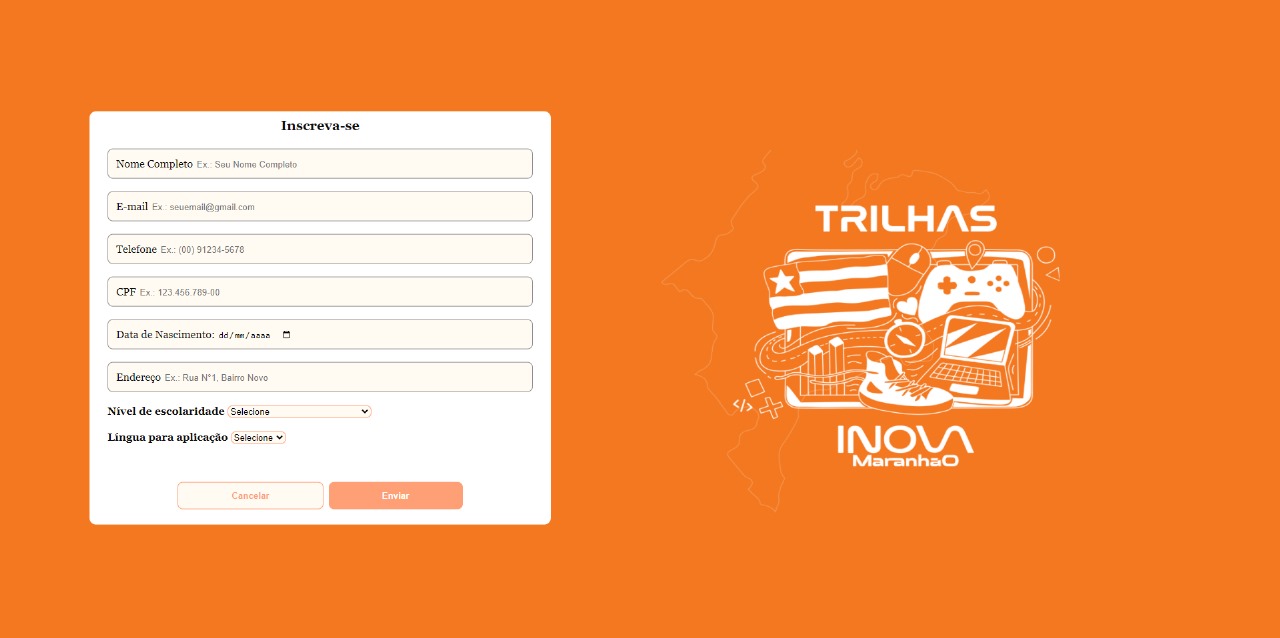 Inscreva-se
Nome Completo Ex.: Seu Nome Completo
E-mail Ex.: seuemail@gmail.com
Telefone Ex.: (00) 91234-5678
CPF Ex.: 123.456.789-00
Data de Nascimento: dd/mm/aaaa
Endereço Ex.: Rua N°1, Bairro Novo
Nível de escolaridade Selecione
Língua para aplicação Selecione
Cancelar Enviar
TRILHAS
</>
INOVA
Maranhão